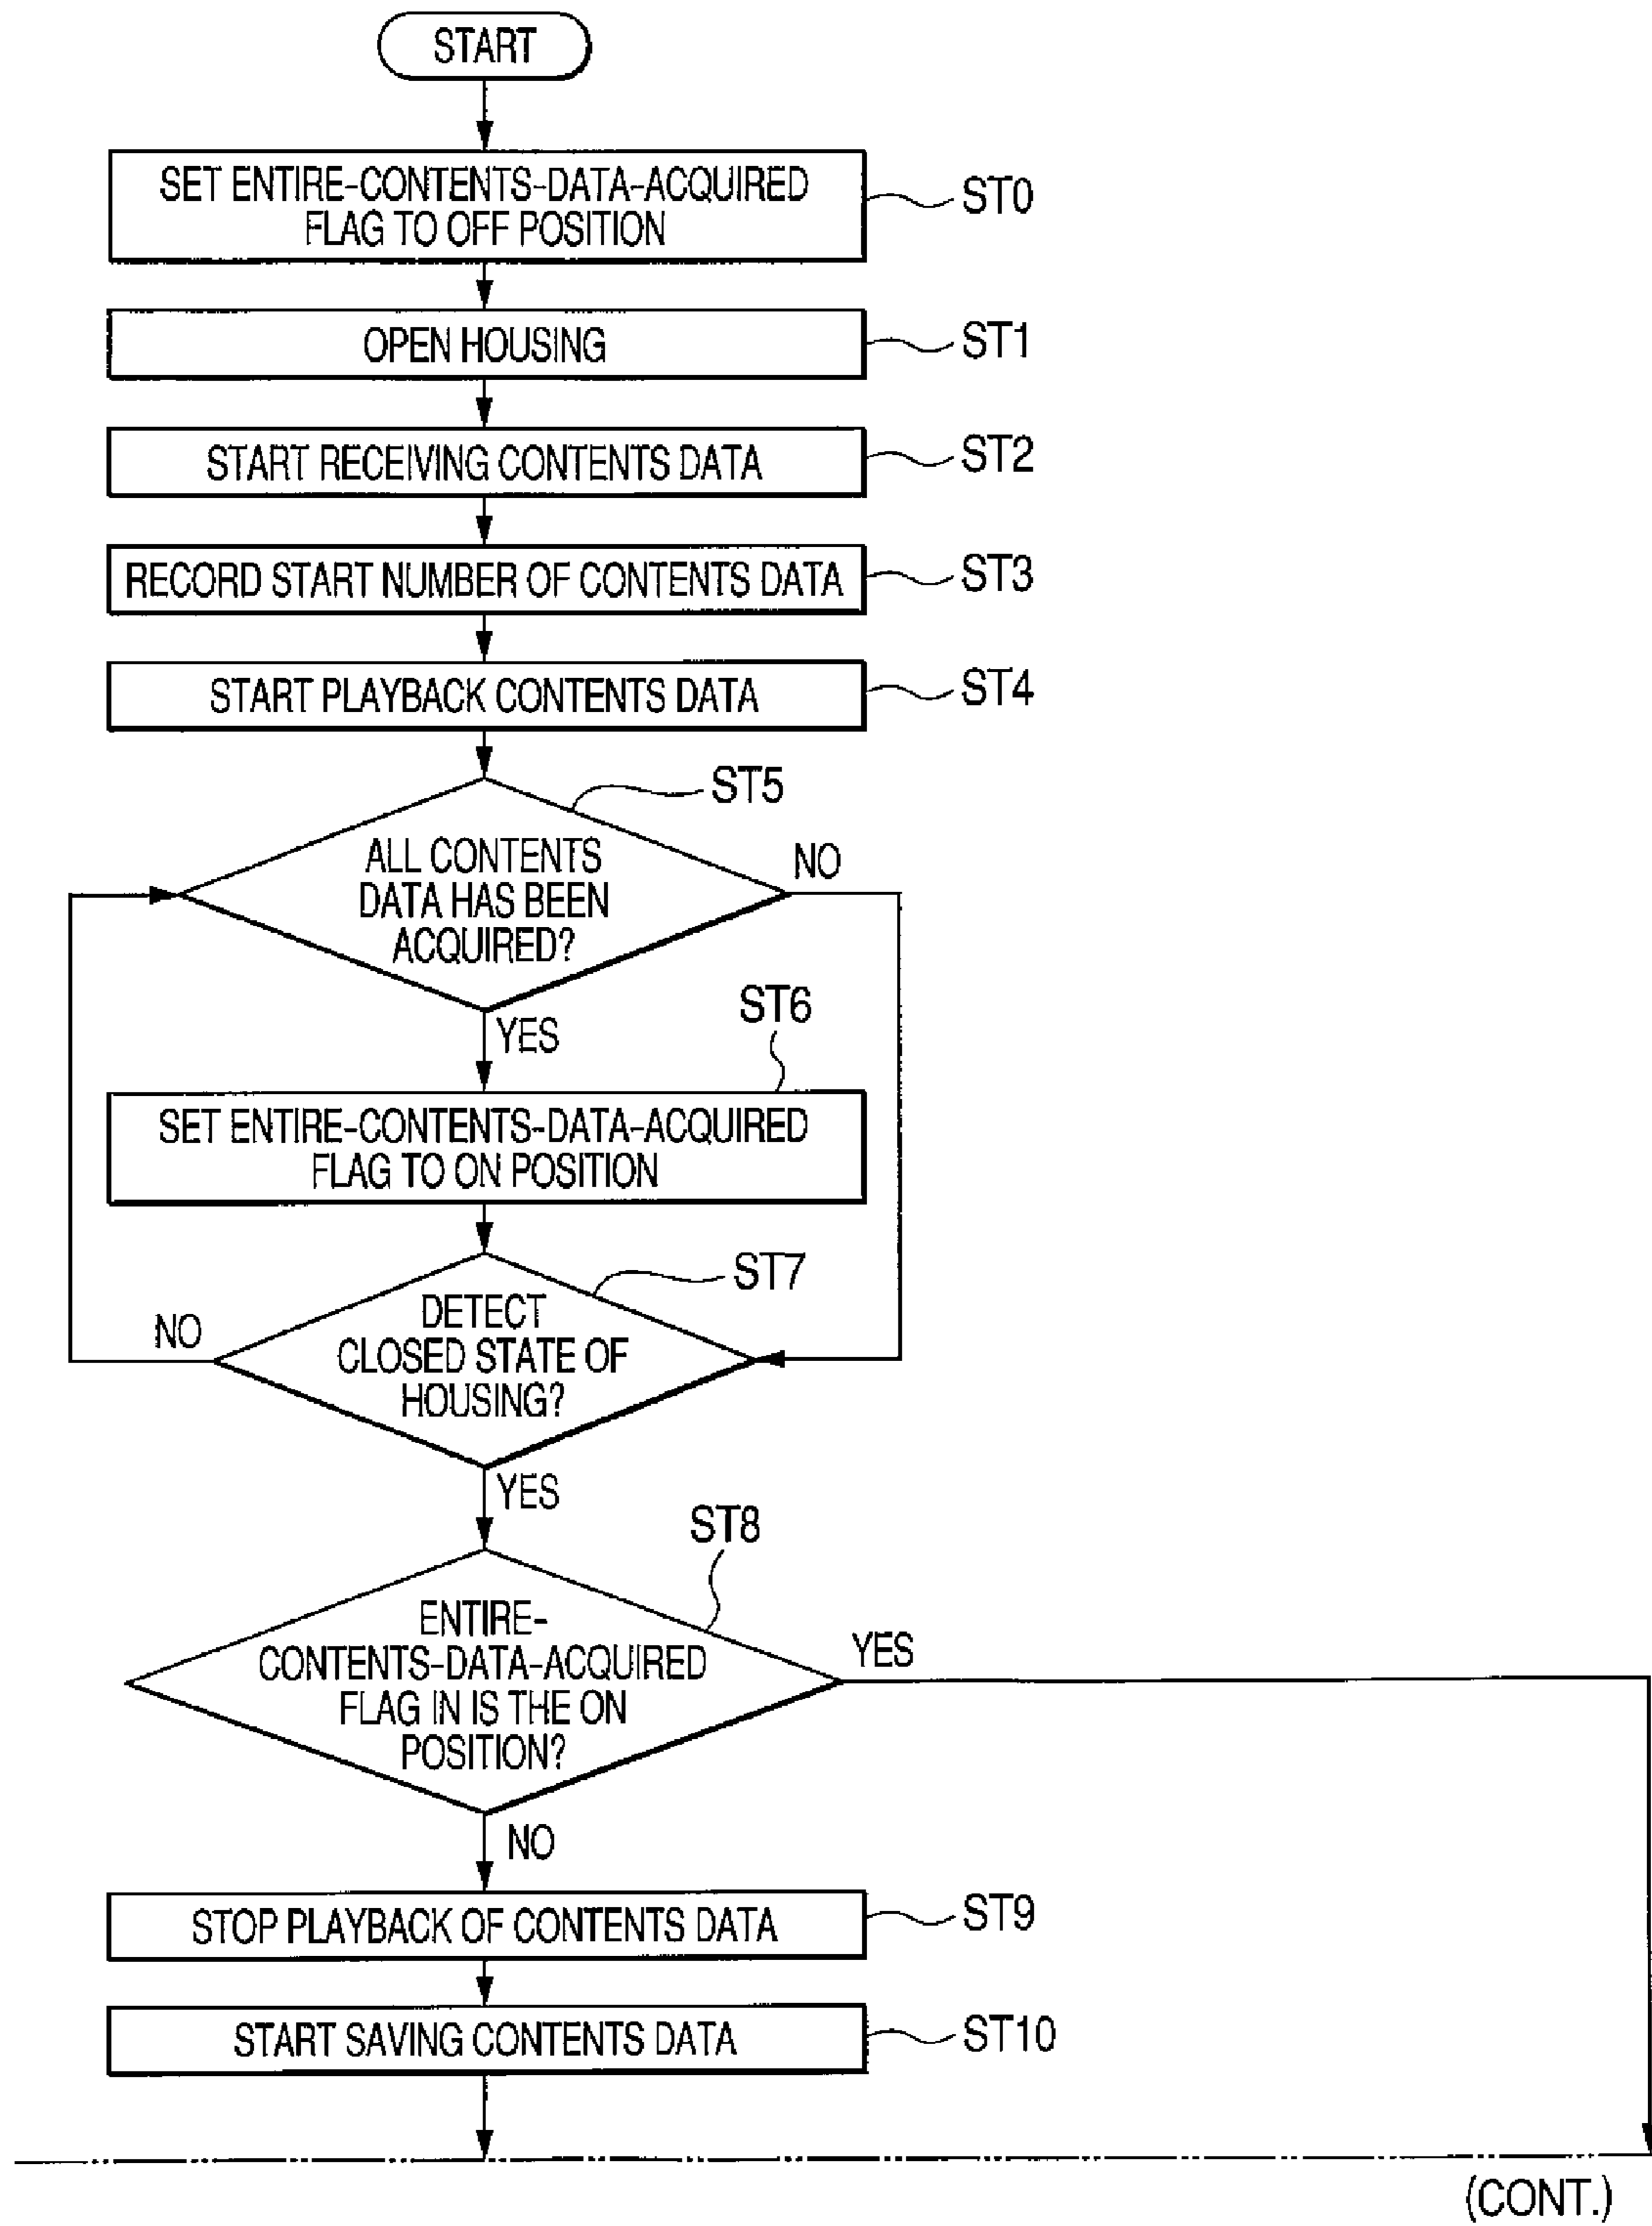 START
SET ENTIRE-CONTENTS-DATA-ACQUIRED
FLAG TO OFF POSITION
ST0
OPEN HOUSING
ST1
START RECEIVING CONTENTS DATA
ST2
RECORD START NUMBER OF CONTENTS DATA
ST3
START PLAYBACK CONTENTS DATA
ST4
ST5
ALL CONTENTS
DATA HAS BEEN
ACQUIRED?
NO
YES
ST6
SET ENTIRE-CONTENTS-DATA-ACQUIRED
FLAG TO ON POSITION
ST7
DETECT
CLOSED STATE OF
HOUSING?
NO
YES
ST8
ENTIRE-
CONTENTS-DATA-ACQUIRED
FLAG IN IS THE ON
POSITION?
YES
NO
STOP PLAYBACK OF CONTENTS DATA
ST9
START SAVING CONTENTS DATA
ST10
(CONT.)